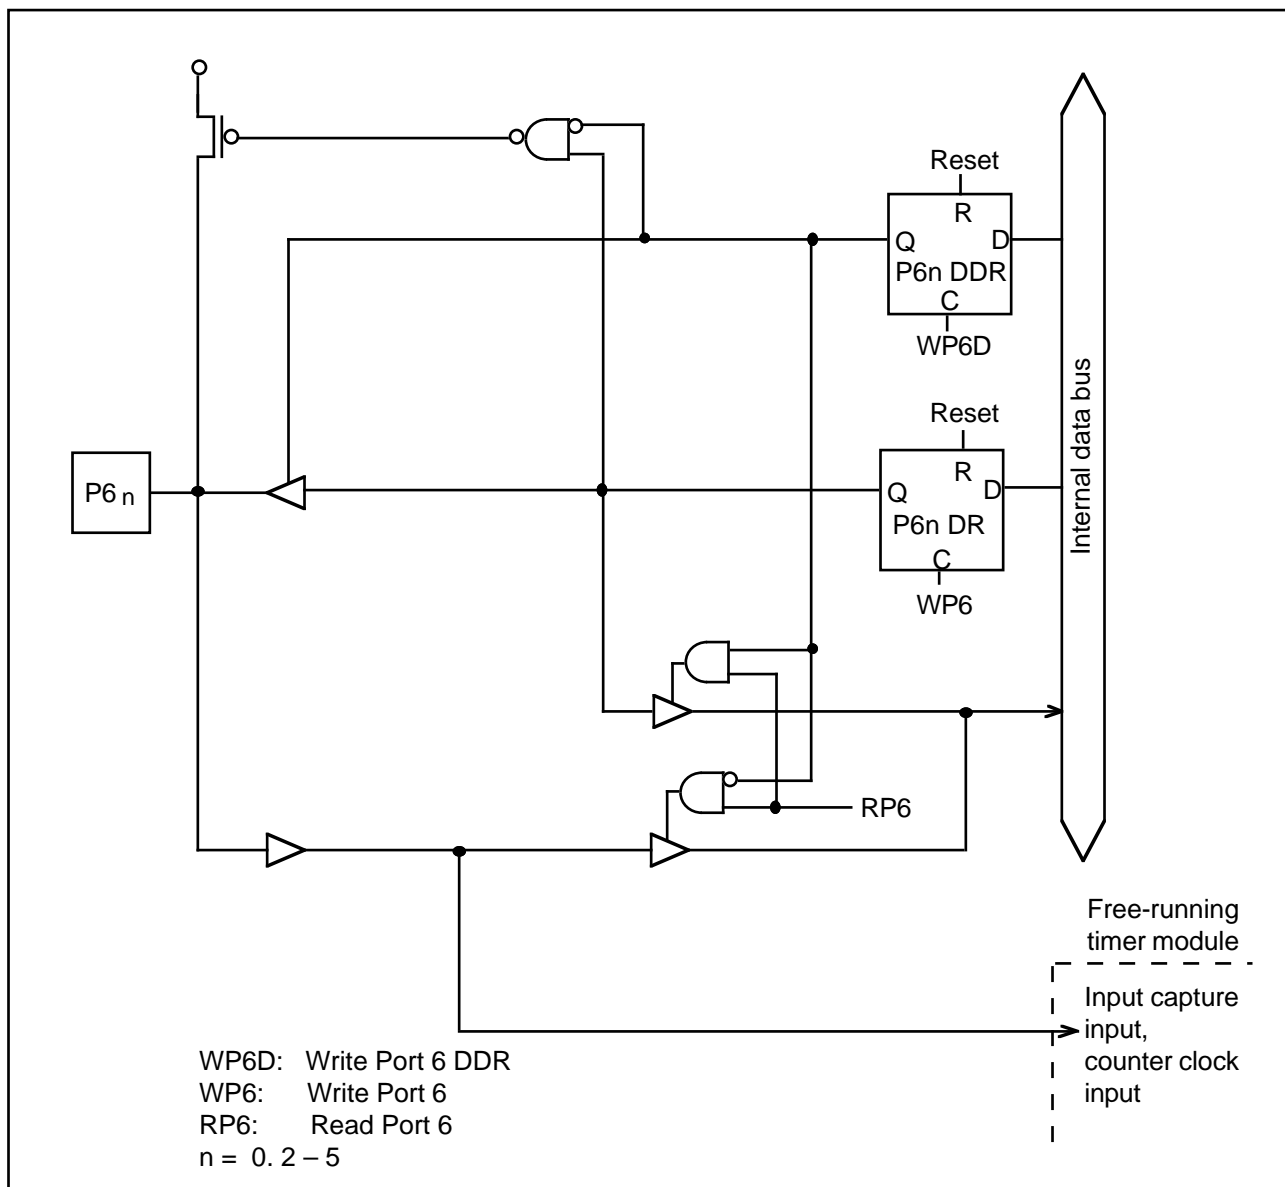 Reset
R
Q
D
P6n DDR
C
WP6D
Reset
R
Q
D
P6n DR
C
WP6
Internal data bus
P6 n
RP6
Free-running
timer module
Input capture
input,
counter clock
input
WP6D: Write Port 6 DDR
WP6: Write Port 6
RP6: Read Port 6
n = 0. 2 – 5